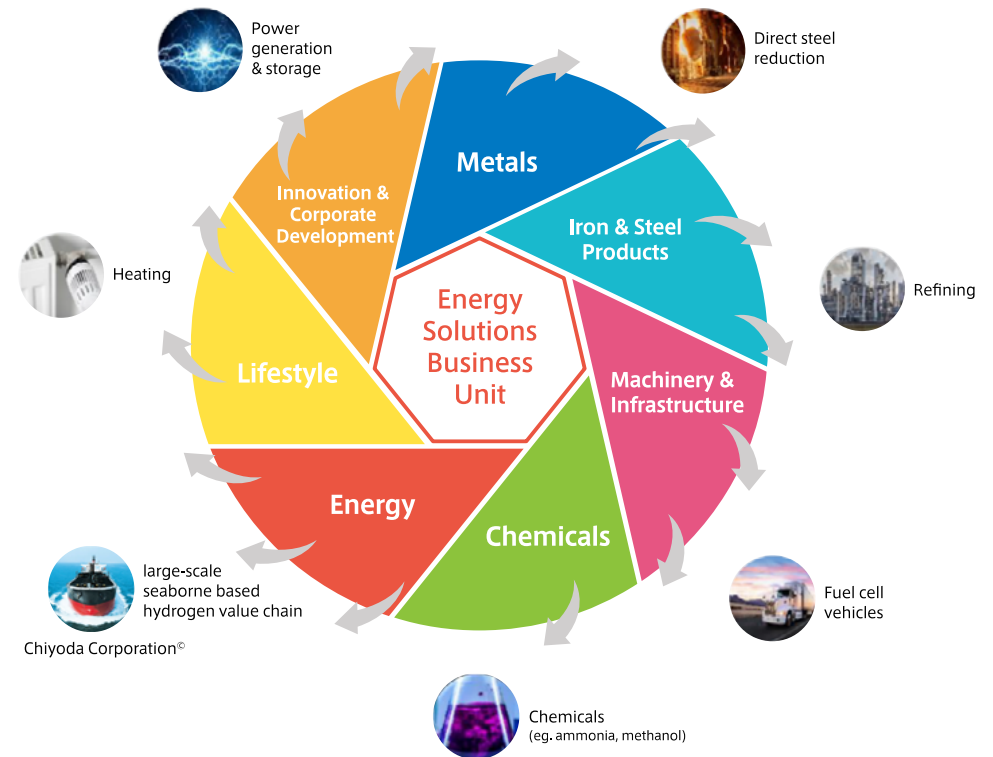 Power
generation
& storage
Direct steel
reduction
Metals
Innovation &
Corporate
Development
Iron & Steel
Products
Heating
Refining
Energy
Solutions
Business
Unit
Lifestyle
Machinery &
Infrastructure
Energy
Chemicals
large-scale
seaborne based
hydrogen value chain
Chiyoda Corporation©
Fuel cell
vehicles
Chemicals
(eg. ammonia, methanol)